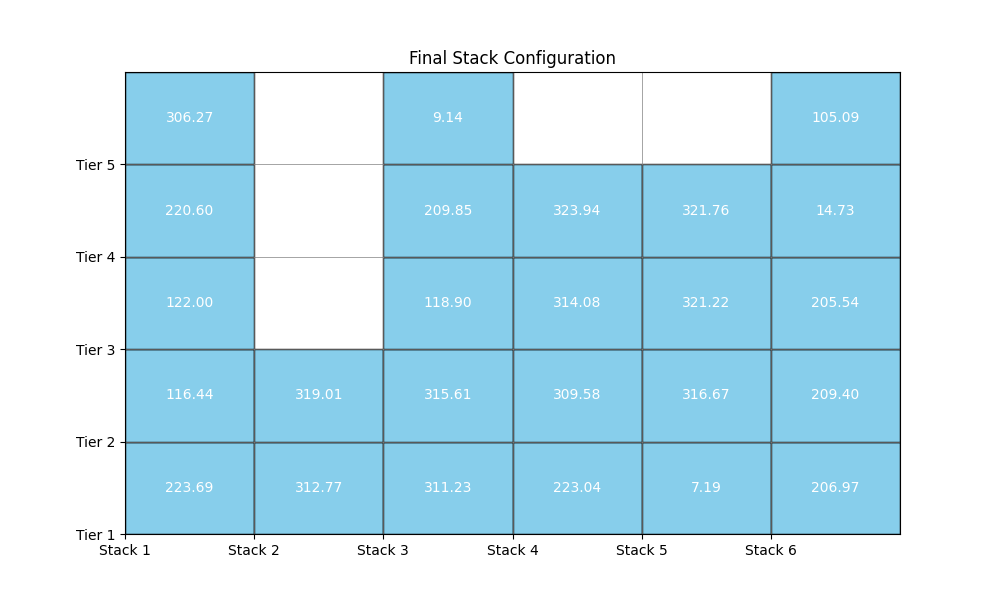 Final Stack Configuration
306.27 9.14 105.09
Tier 5
220.60 209.85 323.94 321.76 14.73
Tier 4
122.00 118.90 314.08 321.22 205.54
Tier 3
116.44 319.01 315.61 309.58 316.67 209.40
Tier 2
223.69 312.77 311.23 223.04 7.19 206.97
Tier 1
Stack 1 Stack 2 Stack 3 Stack 4 Stack 5 Stack 6